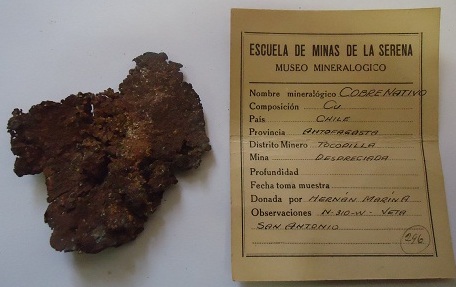 ESCUELA DE MINAS DE LA SERENA
MUSEO MINERALOGICO
Nombre mineralógico COBRE NATIVO
Composición Cu
País CHILE
Provincia ANTOFAGASTA
Distrito Minero TOCOPILLA
Mina DESPRECIADA
Profundidad
Fecha toma muestra
Donada por HERNÁN MARÍN A
Observaciones N-310-W- VETA
SAN ANTONIO
296